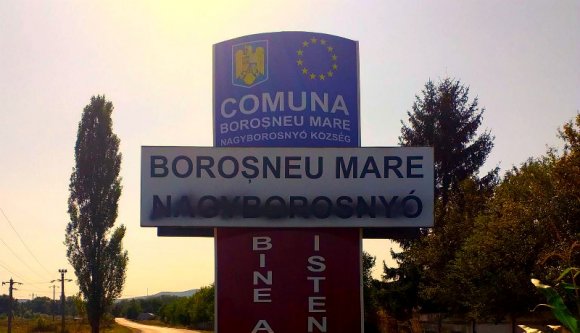 COMUNA
BOROȘNEU MARE
NAGYBOROSNYÓ KÖZSÉG
BOROȘNEU MARE
NAGYBOROSNYÓ
BINE A
ISTEN